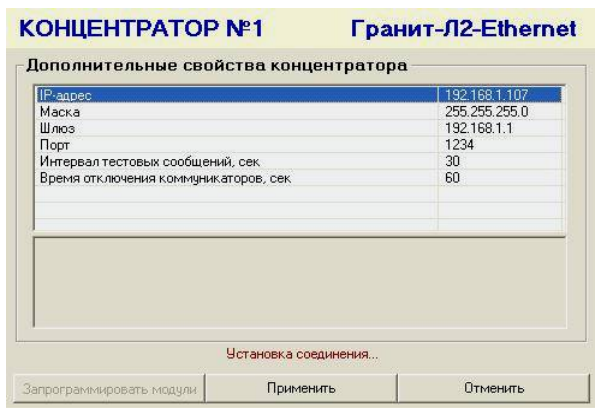 КОНЦЕНТРАТОР №1 Гранит-Л2-Ethernet
Дополнительные свойства концентратора
IP-адрес 192.168.1.107
Маска 255.255.255.0
Шлюз 192.168.1.1
Порт 1234
Интервал тестовых сообщений, сек 30
Время отключения коммуникаторов, сек 60
Установка соединения...
Запрограммировать модули Применить Отменить